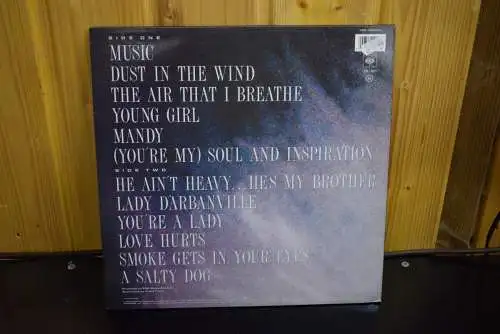 SIDE ONE
MUSIC
DUST IN THE WIND
THE AIR THAT I BREATHE
YOUNG GIRL
MANDY
(YOU'RE MY) SOUL AND INSPIRATION
SIDE TWO
HE AIN'T HEAVY...HE'S MY BROTHER
LADY D'ARBANVILLE
YOU'RE A LADY
LOVE HURTS
SMOKE GETS IN YOUR EYES
A SALTY DOG